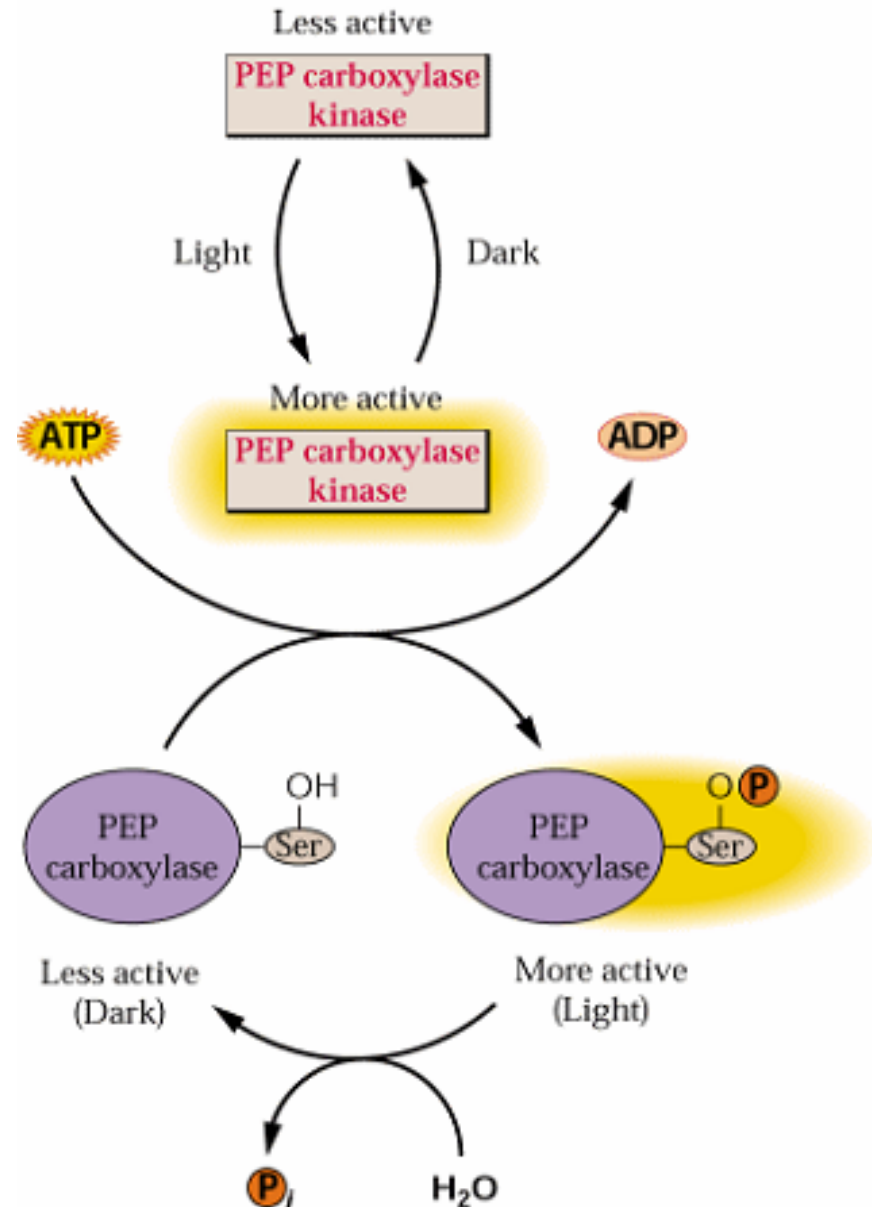 Less active
PEP carboxylase
kinase
Light
Dark
More active
ATP
PEP carboxylase
kinase
ADP
OH
O P
PEP
carboxylase
Ser
PEP
carboxylase
Ser
Less active
(Dark)
More active
(Light)
Pi
H₂O